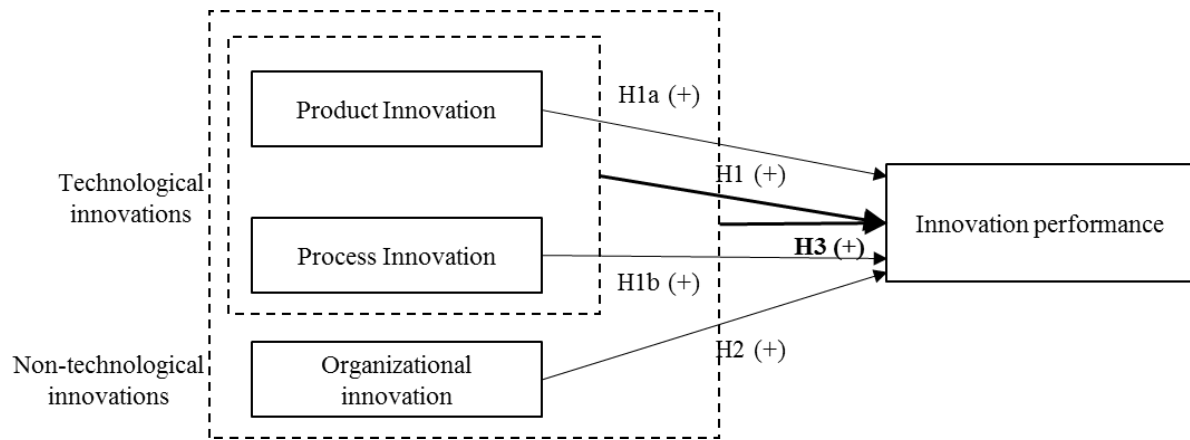 H1a (+)
Product Innovation
Technological
innovations
H1 (+)
Innovation performance
Process Innovation
H3 (+)
H1b (+)
Non-technological
innovations
Organizational
innovation
H2 (+)